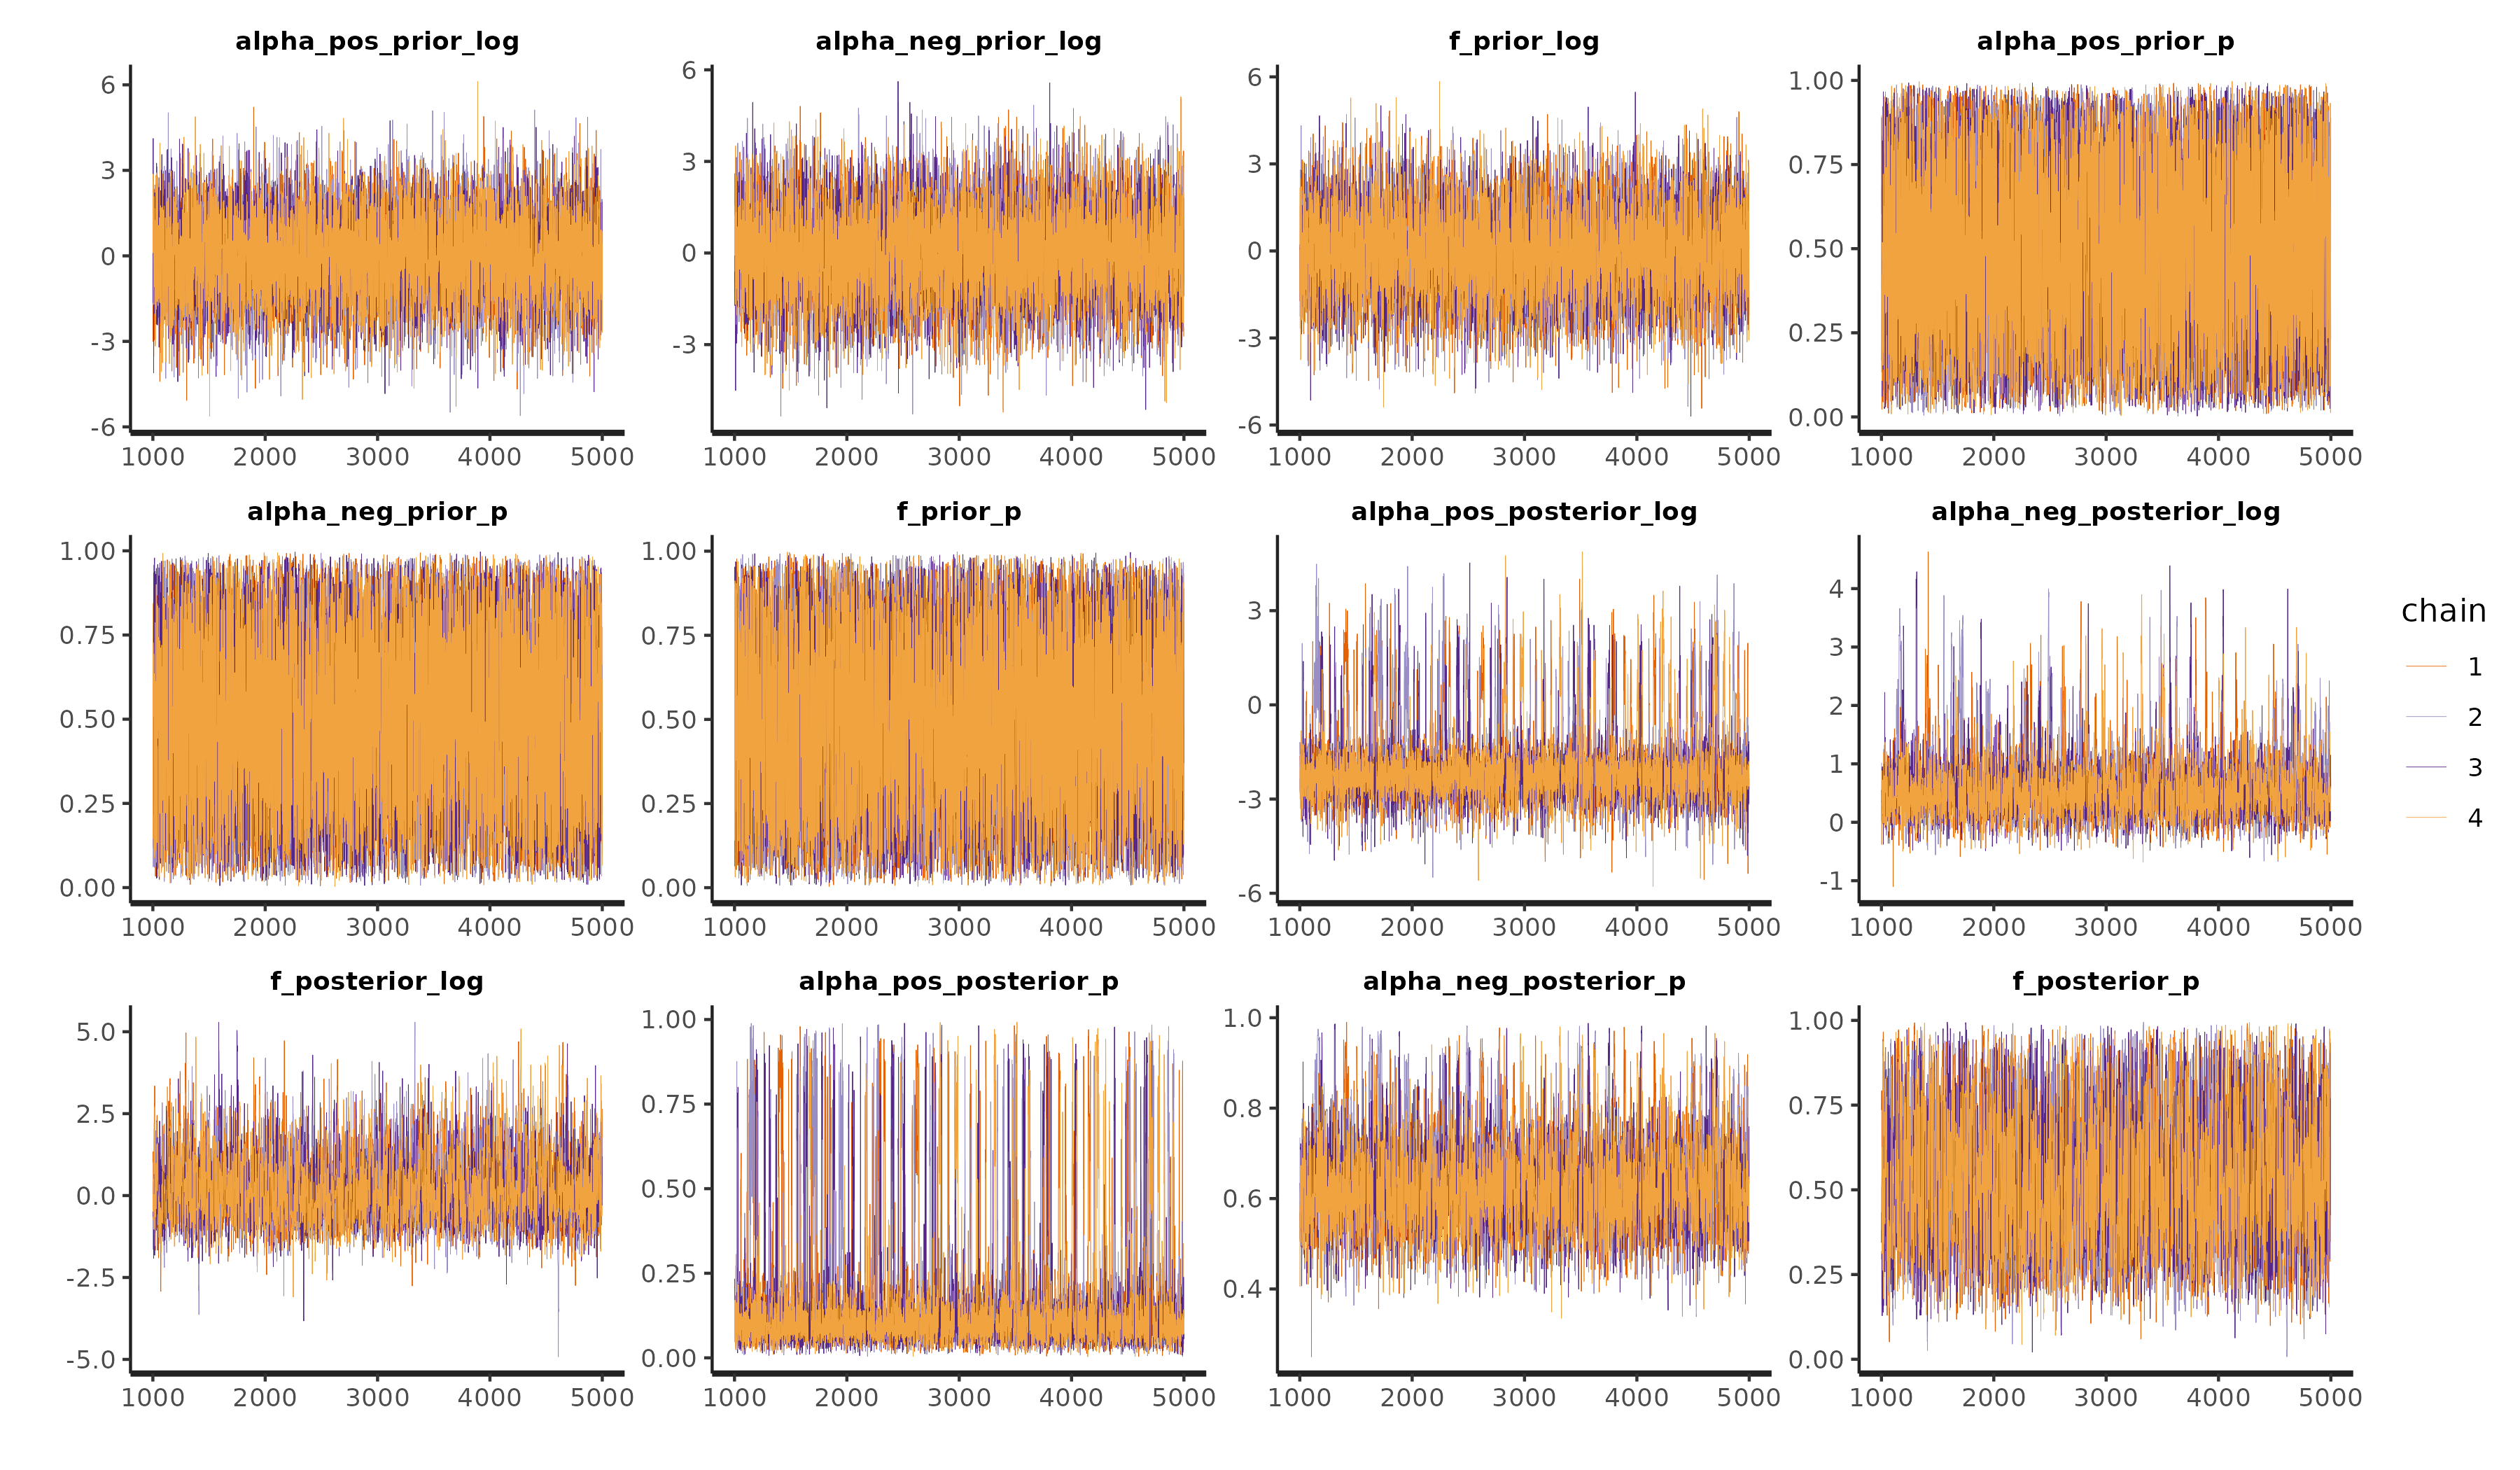 alpha_pos_prior_log alpha_neg_prior_log f_prior_log alpha_pos_prior_p
6 3 0 -3 -6
6 3 0 -3
6 3 0 -3 -6
1.00 0.75 0.50 0.25 0.00
1000 2000 3000 4000 5000 1000 2000 3000 4000 5000 1000 2000 3000 4000 5000 1000 2000 3000 4000 5000
alpha_neg_prior_p f_prior_p alpha_pos_posterior_log alpha_neg_posterior_log
1.00 0.75 0.50 0.25 0.00
1.00 0.75 0.50 0.25 0.00
3 0 -3 -6
4 3 2 1 0 -1
1000 2000 3000 4000 5000 1000 2000 3000 4000 5000 1000 2000 3000 4000 5000 1000 2000 3000 4000 5000
f_posterior_log alpha_pos_posterior_p alpha_neg_posterior_p f_posterior_p
5.0 2.5 0.0 -2.5 -5.0
1.00 0.75 0.50 0.25 0.00
1.0 0.8 0.6 0.4
1.00 0.75 0.50 0.25 0.00
1000 2000 3000 4000 5000 1000 2000 3000 4000 5000 1000 2000 3000 4000 5000 1000 2000 3000 4000 5000
chain
1
2
3
4